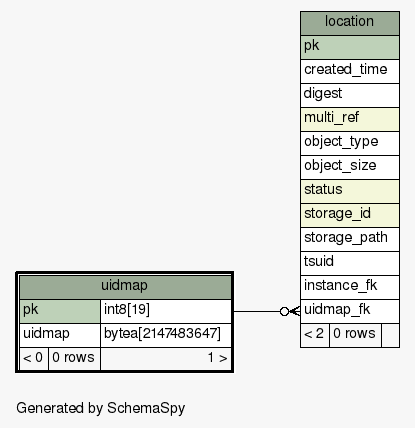 location
pk
created_time
digest
multi_ref
object_type
object_size
status
storage_id
storage_path
tsuid
instance_fk
uidmap_fk
< 2 0 rows
uidmap
pk int8[19]
uidmap bytea[2147483647]
< 0 0 rows 1 >
Generated by SchemaSpy